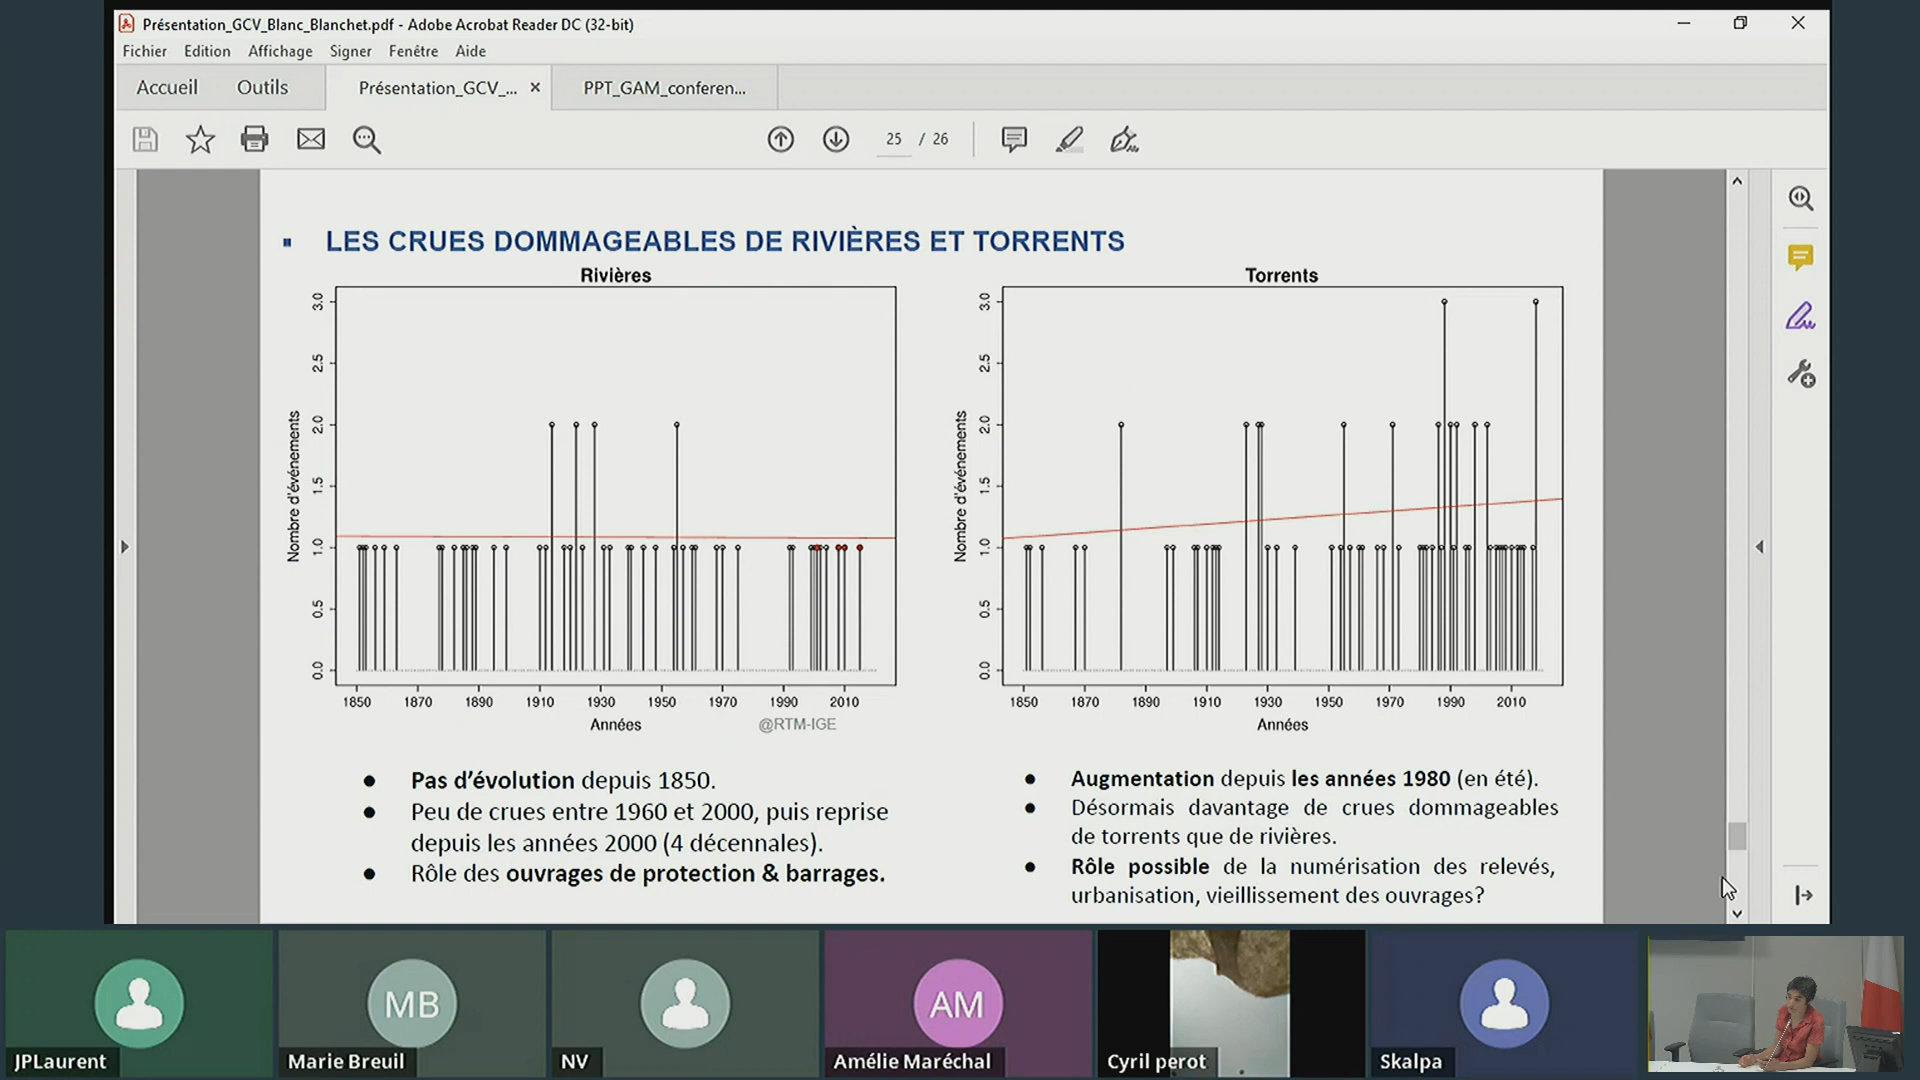 Présentation_GCV_Blanc_Blanchet.pdf - Adobe Acrobat Reader DC (32-bit)
Fichier Edition Affichage Signer Fenêtre Aide
Accueil Outils Présentation_GCV_... PPT_GAM_conferen...
25 / 26
LES CRUES DOMMAGEABLES DE RIVIÈRES ET TORRENTS
Rivières
Nombre d'événements
3.0
2.5
2.0
1.5
1.0
0.5
0.0
1850 1870 1890 1910 1930 1950 1970 1990 2010
Années
@RTM-IGE
Torrents
Nombre d'événements
3.0
2.5
2.0
1.5
1.0
0.5
0.0
1850 1870 1890 1910 1930 1950 1970 1990 2010
Années
● Pas d'évolution depuis 1850.
● Peu de crues entre 1960 et 2000, puis reprise
depuis les années 2000 (4 décennales).
● Rôle des ouvrages de protection & barrages.
● Augmentation depuis les années 1980 (en été).
● Désormais davantage de crues dommageables
de torrents que de rivières.
● Rôle possible de la numérisation des relevés,
urbanisation, vieillissement des ouvrages?
MB
AM
JPLaurent
Marie Breuil
NV
Amélie Maréchal
Cyril perot
Skalpa